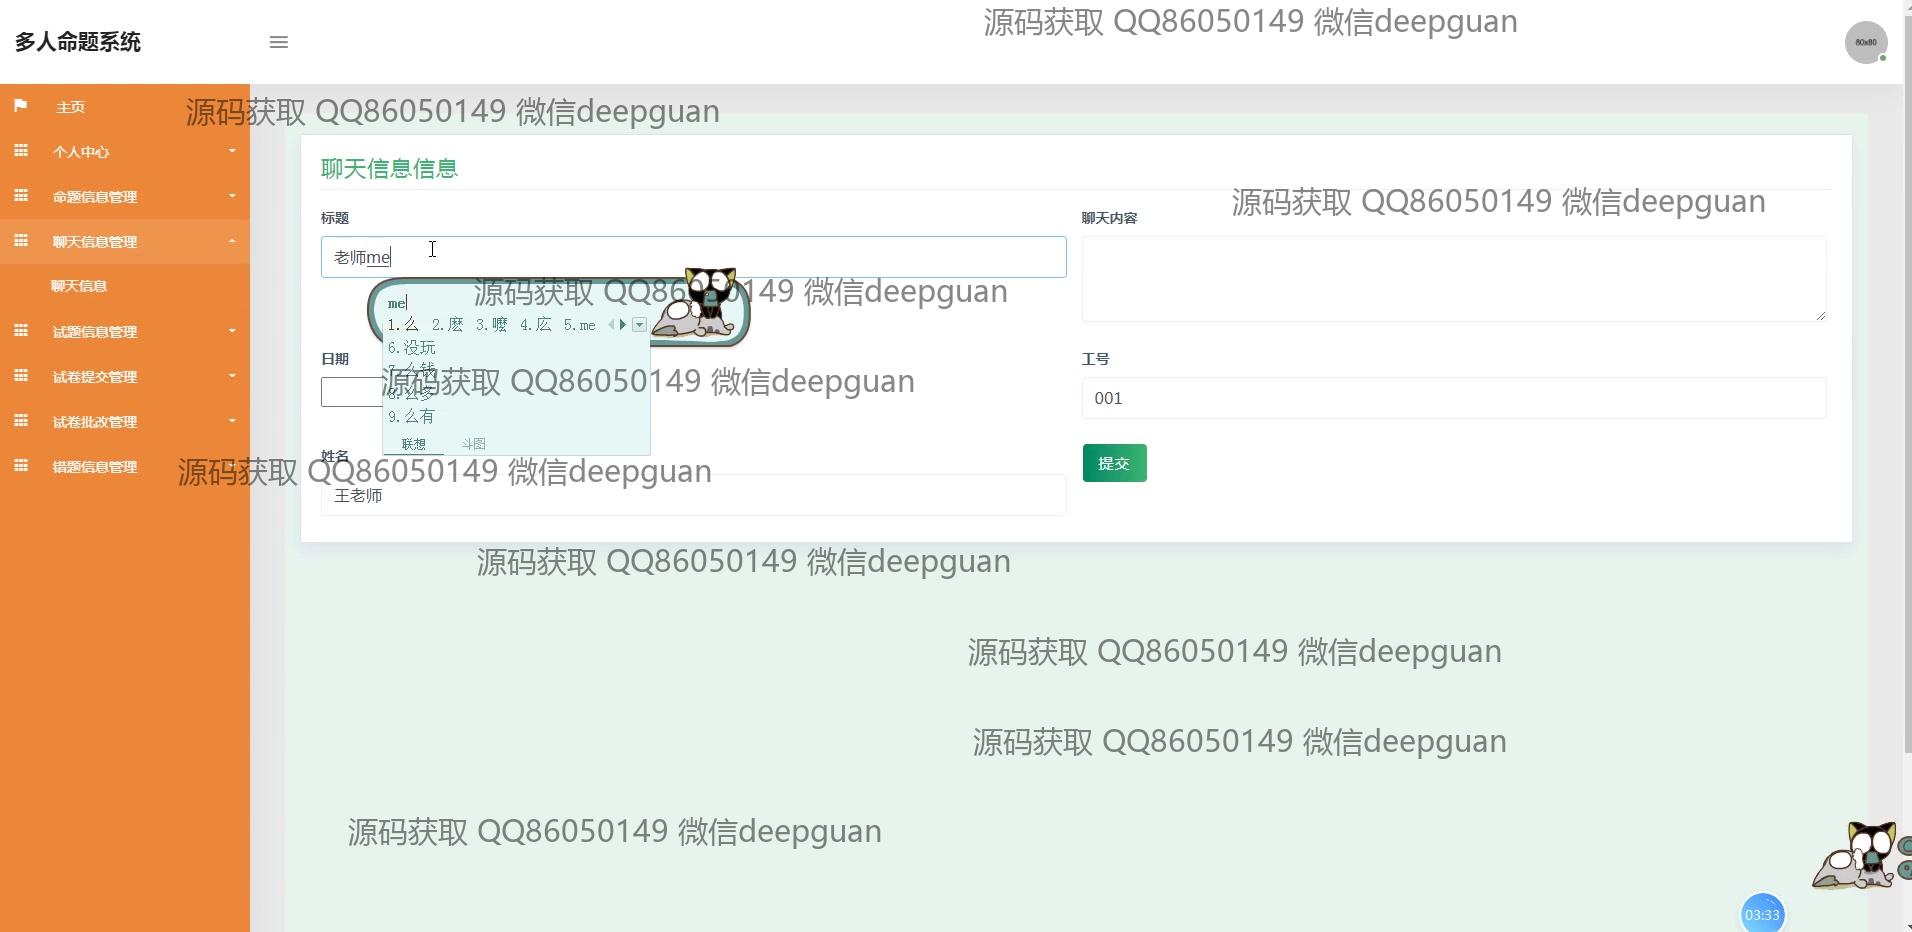 源码获取 QQ86050149 微信deepguan
多人命题系统
60x60
主页
源码获取 QQ86050149 微信deepguan
个人中心
聊天信息信息
命题信息管理
源码获取 QQ86050149 微信deepguan
标题
聊天内容
聊天信息管理
老师me
聊天信息
源码获取 QQ86050149 微信deepguan
me
1.么 2.麽 3.嚒 4.庅 5.me
试题信息管理
6.没玩
日期
工号
7.么钱
试卷提交管理
源码获取 QQ86050149 微信deepguan
8.么多
001
9.么有
试卷批改管理
联想 斗图
姓名
提交
错题信息管理
源码获取 QQ86050149 微信deepguan
王老师
源码获取 QQ86050149 微信deepguan
源码获取 QQ86050149 微信deepguan
源码获取 QQ86050149 微信deepguan
源码获取 QQ86050149 微信deepguan
03:33